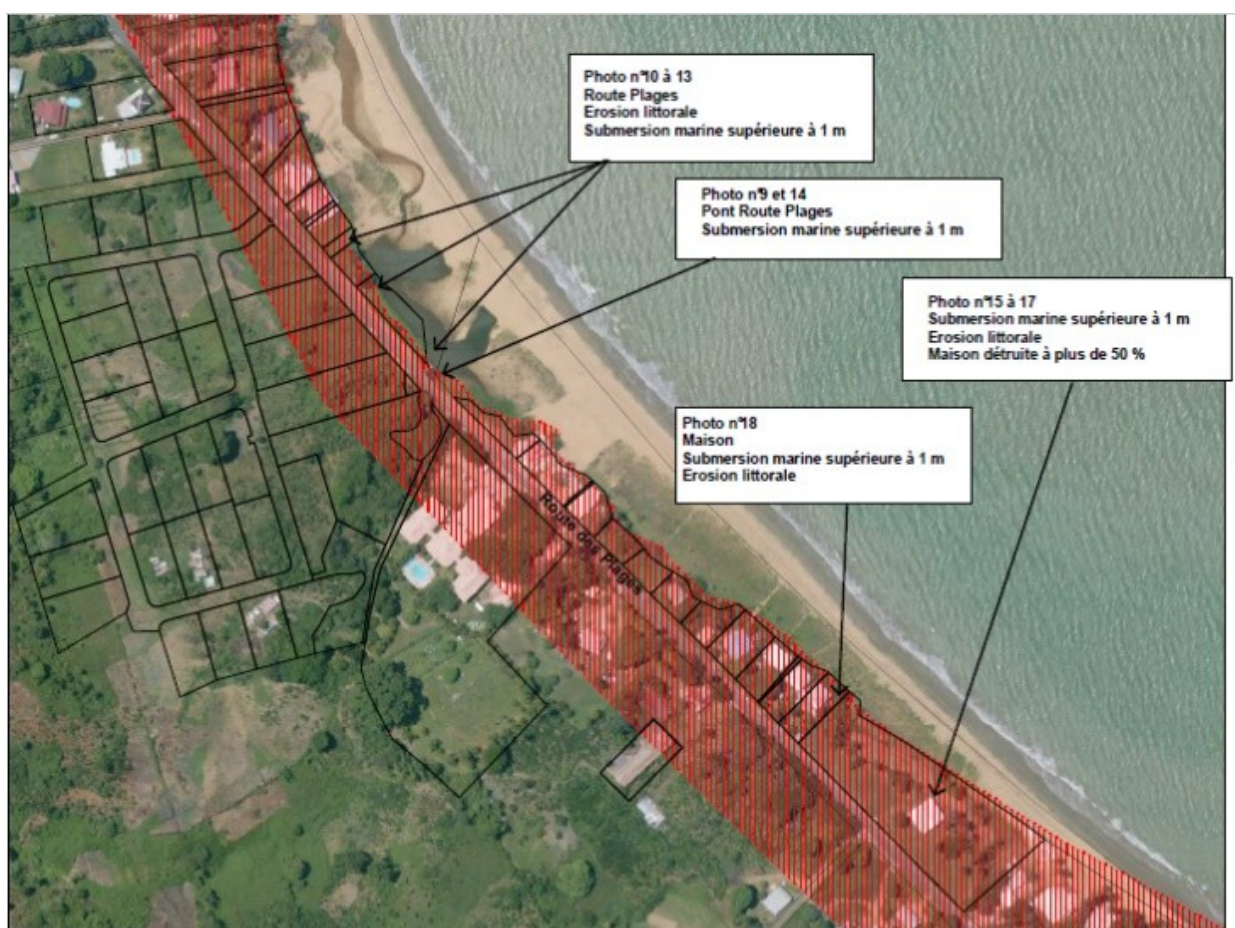 Photo n°10 à 13
Route Plages
Erosion littorale
Submersion marine supérieure à 1 m
Photo n°9 et 14
Pont Route Plages
Submersion marine supérieure à 1 m
Photo n°15 à 17
Submersion marine supérieure à 1 m
Erosion littorale
Maison détruite à plus de 50 %
Photo n°18
Maison
Submersion marine supérieure à 1 m
Erosion littorale
Route des Plages